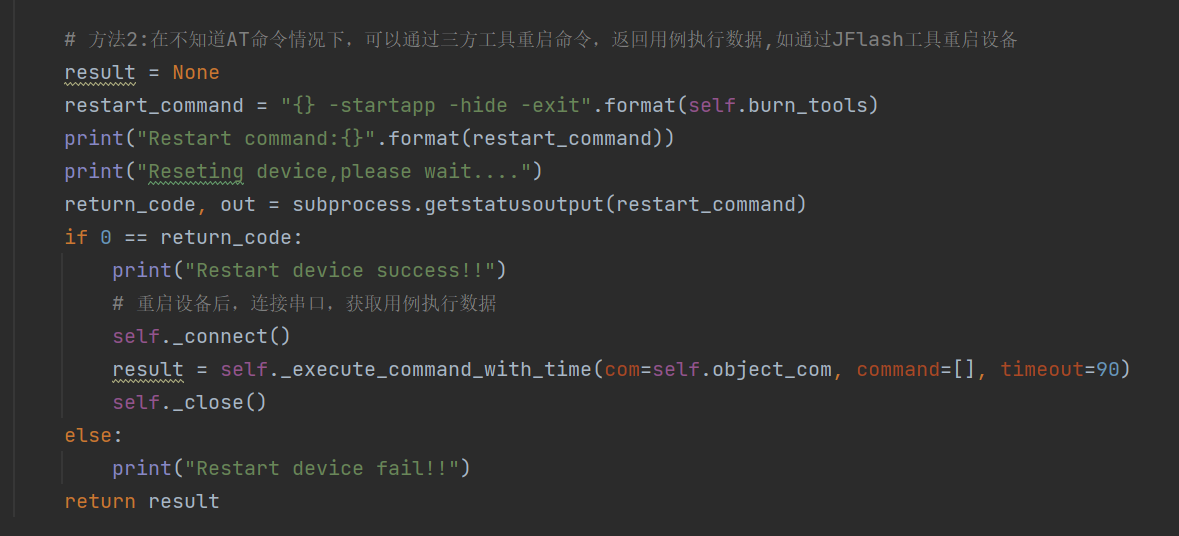 # 方法2:在不知道AT命令情况下，可以通过三方工具重启命令，返回用例执行数据,如通过JFlash工具重启设备
result = None
restart_command = "{} -startapp -hide -exit".format(self.burn_tools)
print("Restart command:{}".format(restart_command))
print("Reseting device,please wait....")
return_code, out = subprocess.getstatusoutput(restart_command)
if 0 == return_code:
    print("Restart device success!!")
    # 重启设备后，连接串口，获取用例执行数据
    self._connect()
    result = self._execute_command_with_time(com=self.object_com, command=[], timeout=90)
    self._close()
else:
    print("Restart device fail!!")
return result